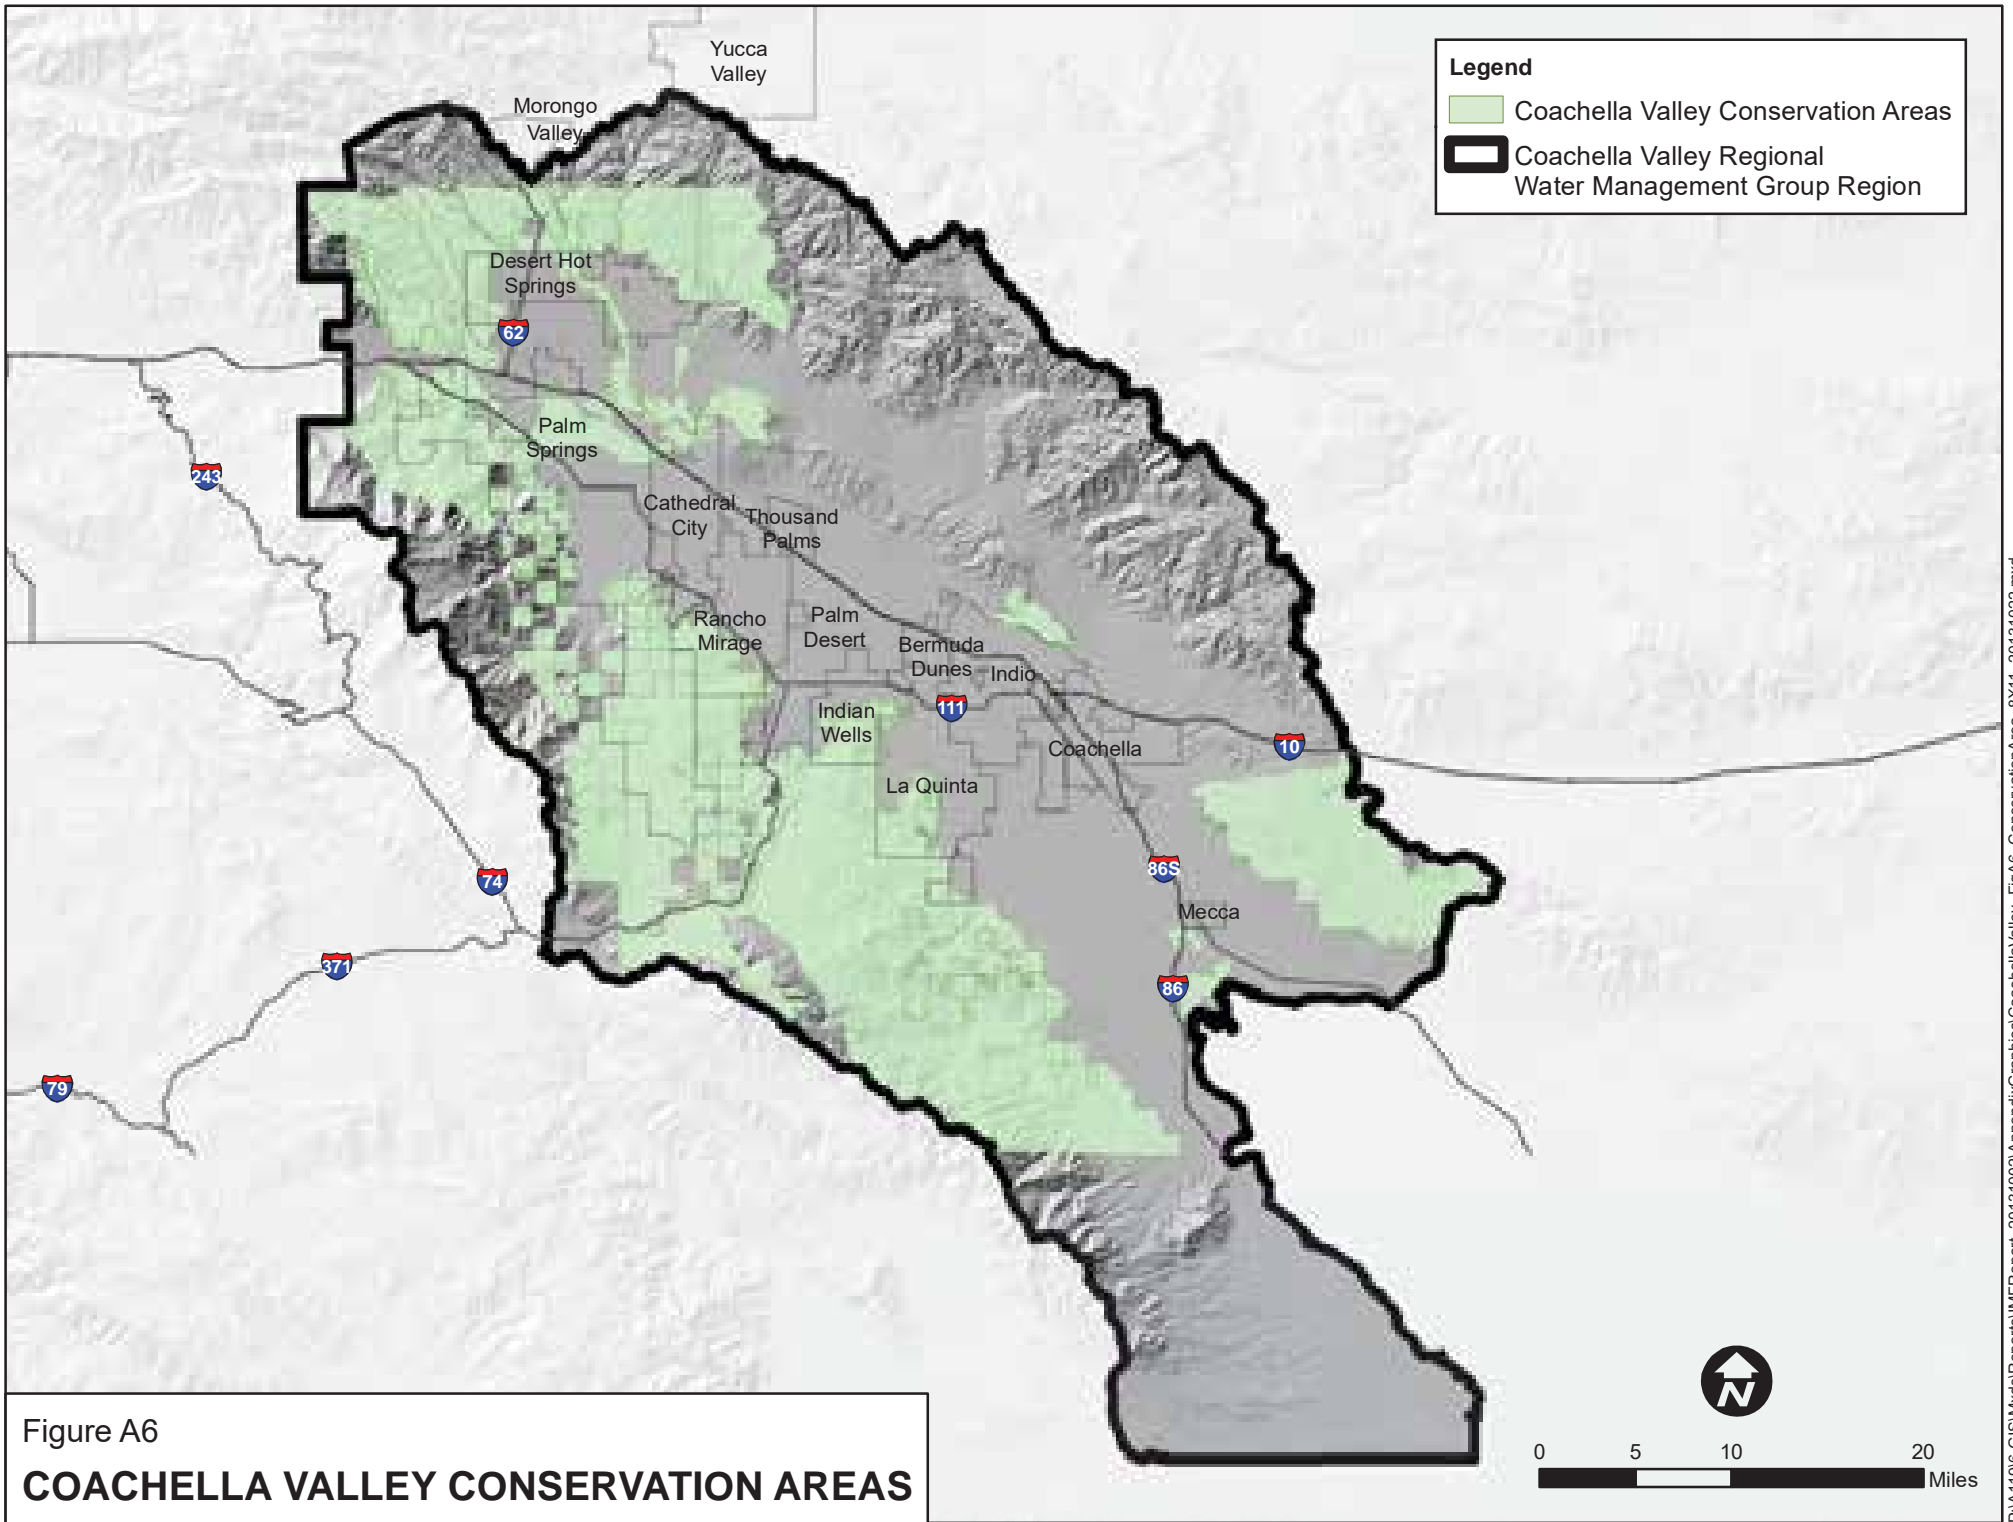 Yucca
Valley
Morongo
Valley
Legend
Coachella Valley Conservation Areas
Coachella Valley Regional
Water Management Group Region
Desert Hot
Springs
62
Palm
Springs
243
Cathedral
City
Thousand
Palms
Rancho
Mirage
Palm
Desert
Bermuda
Dunes
Indio
111
Indian
Wells
Coachella
10
La Quinta
86S
74
Mecca
371
86
79
N
0 5 10 20
Miles
Figure A6
COACHELLA VALLEY CONSERVATION AREAS